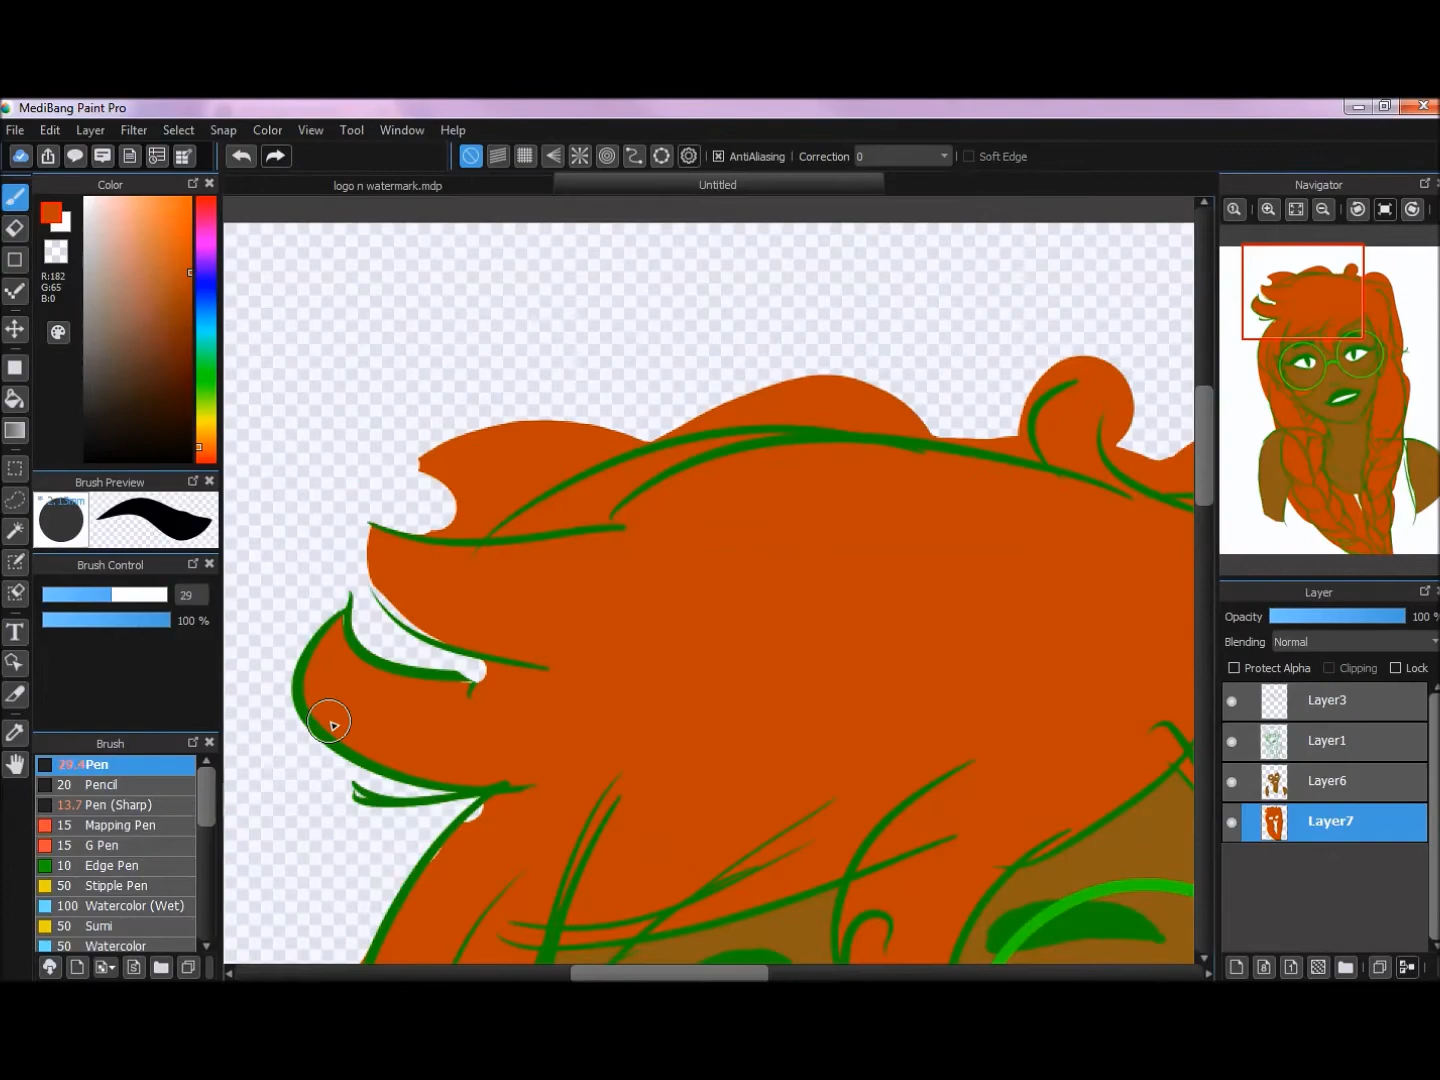 MediBang Paint Pro
File Edit Layer Filter Select Snap Color View Tool Window Help
AntiAliasing Correction 0 Soft Edge
Color
logo n watermark.mdp Untitled
Navigator
R:182
G:65
B:0
Brush Preview
Brush Control
29
100 %
Brush
29.4 Pen
20 Pencil
13.7 Pen (Sharp)
15 Mapping Pen
15 G Pen
10 Edge Pen
50 Stipple Pen
100 Watercolor (Wet)
50 Sumi
50 Watercolor
Layer
Opacity 100 %
Blending Normal
Protect Alpha Clipping Lock
Layer3
Layer1
Layer6
Layer7